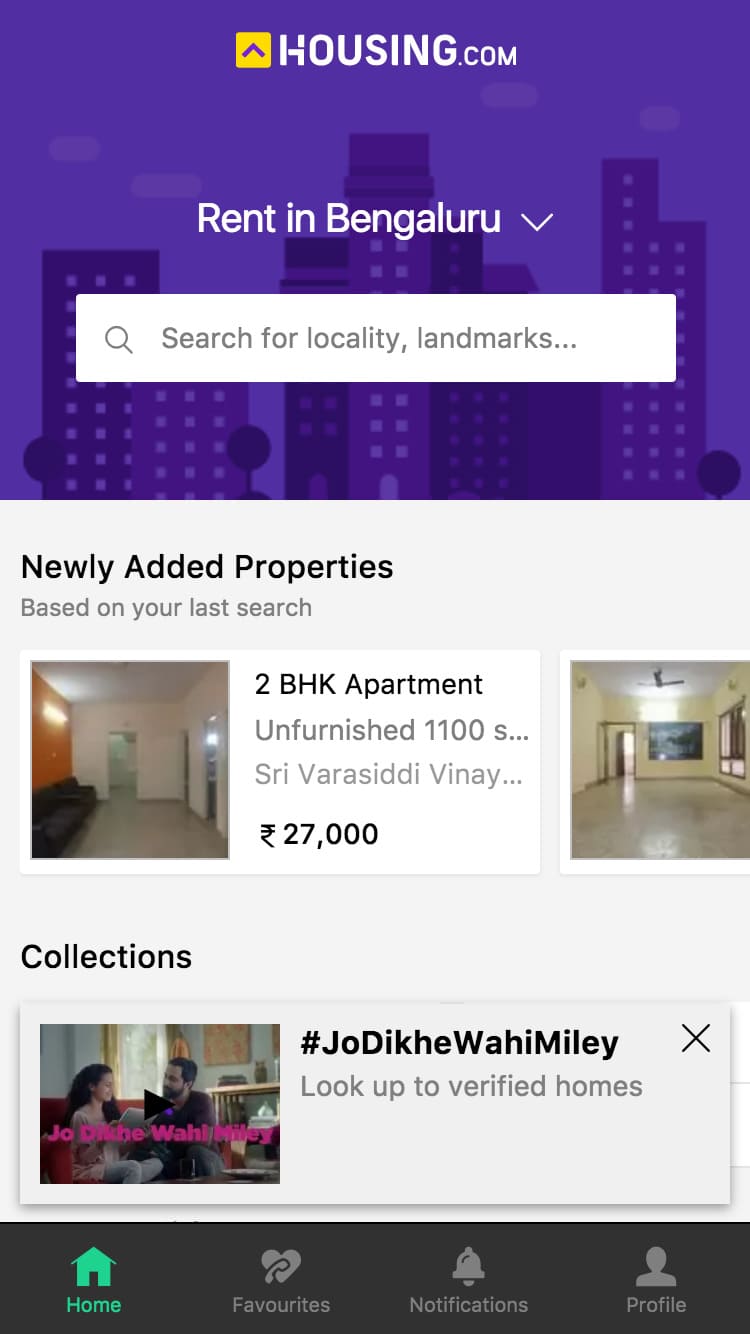 HOUSING.COM
Rent in Bengaluru
Search for locality, landmarks...
Newly Added Properties
Based on your last search
2 BHK Apartment
Unfurnished 1100 s...
Sri Varasiddi Vinay...
₹ 27,000
Collections
#JoDikheWahiMiley
Look up to verified homes
Jo Dikhe Wahi Miley
Home
Favourites
Notifications
Profile